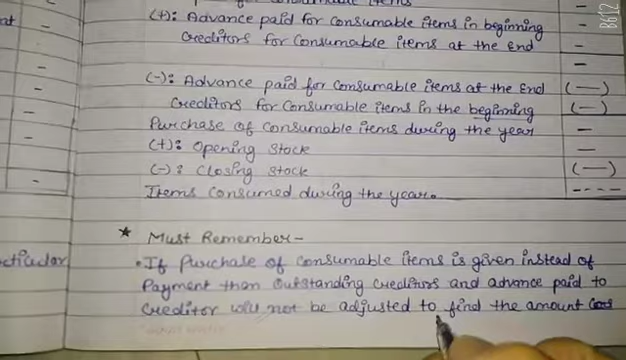 (+): Advance paid for consumable items in beginning
Creditors for Consumable items at the End
(-): Advance paid for consumable items at the End (—)
Creditors for Consumable items in the beginning (—)
Purchase of Consumable items during the year
(+): Opening Stock
(-): Closing Stock (—)
Items Consumed during the year.
* Must Remember-
• If Purchase of consumable items is given instead of
Payment than Outstanding Creditors and advance paid to
Creditor will not be adjusted to find the amount
B612